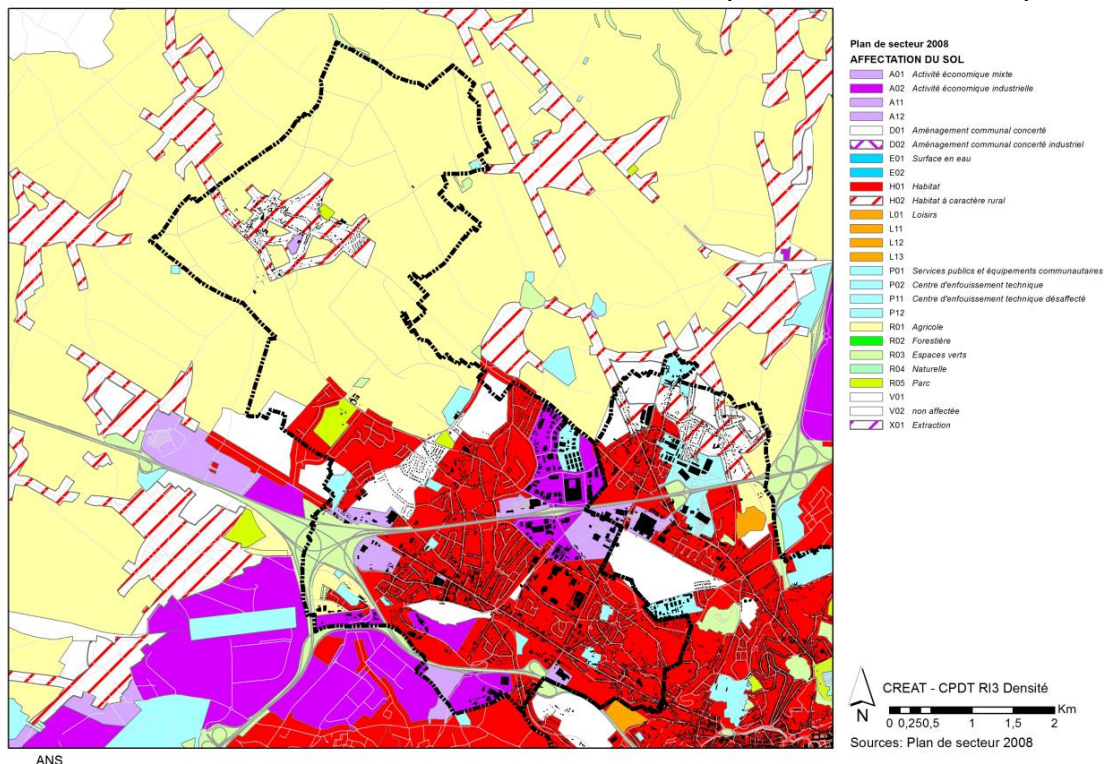 Plan de secteur 2008
AFFECTATION DU SOL
A01 Activité économique mixte
A02 Activité économique industrielle
A11
A12
D01 Aménagement communal concerté
D02 Aménagement communal concerté industriel
E01 Surface en eau
E02
H01 Habitat
H02 Habitat à caractère rural
L01 Loisirs
L11
L12
L13
P01 Services publics et équipements communautaires
P02 Centre d'enfouissement technique
P11 Centre d'enfouissement technique désaffecté
P12
R01 Agricole
R02 Forestière
R03 Espaces verts
R04 Naturelle
R05 Parc
V01
V02 non affectée
X01 Extraction
N
CREAT - CPDT RI3 Densité
0 0,25 0,5 1 1,5 2 Km
Sources: Plan de secteur 2008
ANS